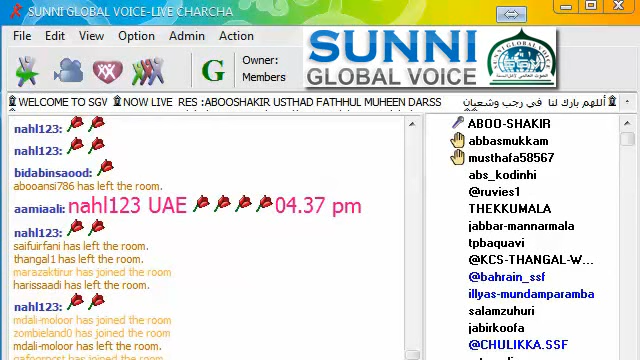 SUNNI GLOBAL VOICE-LIVE CHARCHA
File Edit View Option Admin Action
G
Owner:
Members
SUNNI
GLOBAL VOICE
WELCOME TO SGV NOW LIVE RES :ABOOSHAKIR USTHAD FATHHUL MUHEEN DARSS أللهم بارك لنا في رجب وشعبان
nahl123:
nahl123:
bidabinsaood:
abooansi786 has left the room.
aamiaali: nahl123 UAE 04.37 pm
nahl123:
saifuirfani has left the room.
thangal1 has left the room.
marazaktirur has joined the room
harissaadi has left the room.
nahl123:
mdali-moloor has joined the room
zombieland0 has joined the room
mdali-moloor has left the room.
ABOO-SHAKIR
abbasmukkam
musthafa58567
abs_kodinhi
@ruvies1
THEKKUMALA
jabbar-mannarmala
tpbaquavi
@KCS-THANGAL-W...
@bahrain_ssf
illyas-mundamparamba
salamzuhuri
jabirkoofa
@CHULIKKA.SSF